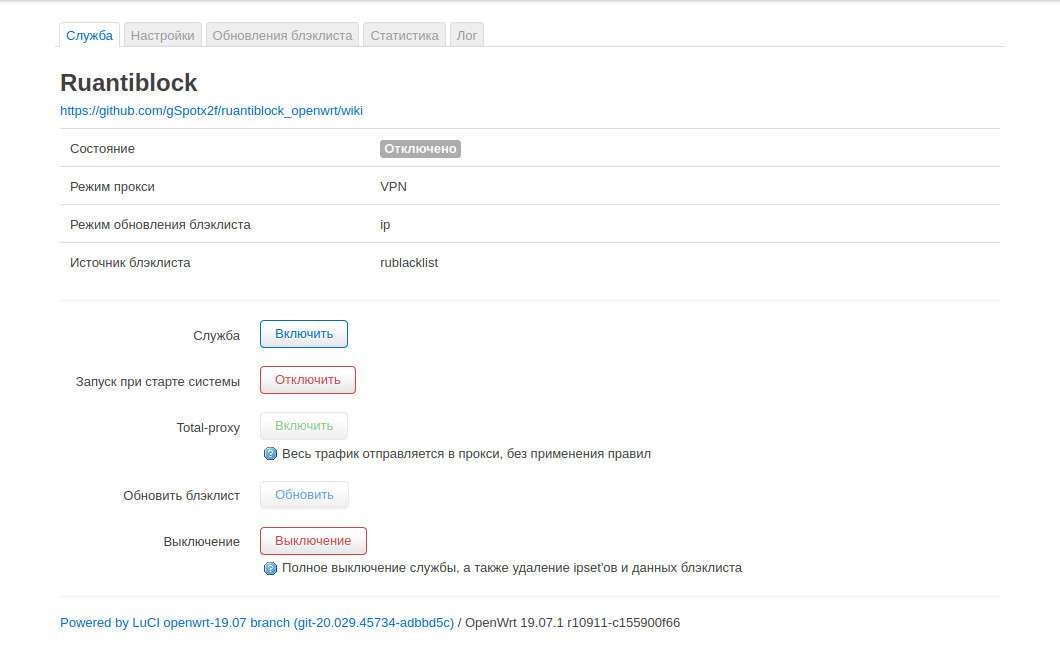 Служба Настройки Обновления блэклиста Статистика Лог
Ruantiblock
https://github.com/gSpotx2f/ruantiblock_openwrt/wiki
Состояние Отключено
Режим прокси VPN
Режим обновления блэклиста ip
Источник блэклиста rublacklist
Служба Включить
Запуск при старте системы Отключить
Total-proxy Включить
Весь трафик отправляется в прокси, без применения правил
Обновить блэклист Обновить
Выключение Выключение
Полное выключение службы, а также удаление ipset'ов и данных блэклиста
Powered by LuCI openwrt-19.07 branch (git-20.029.45734-adbbd5c) / OpenWrt 19.07.1 r10911-c155900f66